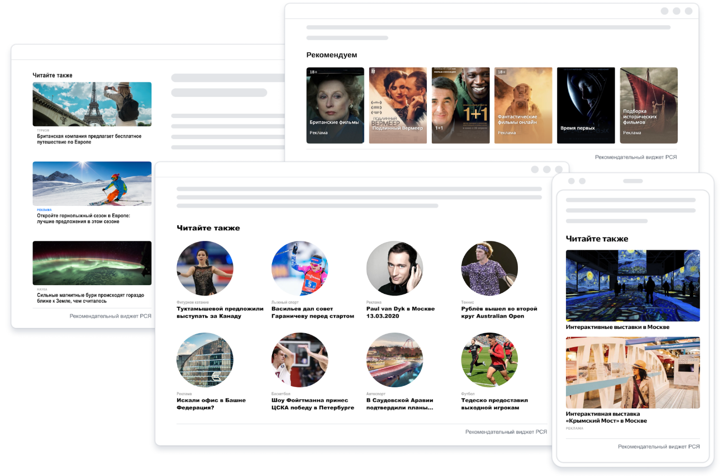 Рекомендуем
18+
Британские фильмы
Реклама
Подлинный Вермеер
1+1
1+1
18+
Фантастические
фильмы онлайн
Реклама
Время первых
Подборка
исторических
фильмов
Реклама
Рекомендательный виджет РСЯ
Читайте также
Британская компания предлагает бесплатное
путешествие по Европе
Откройте горнолыжный сезон в Европе:
лучшие предложения в этом сезоне
Сильные магнитные бури происходят гораздо
ближе к Земле, чем считалось
Рекомендательный виджет РСЯ
Читайте также
Фигурное катание
Туктамышевой предложили
выступать за Канаду
Лыжный спорт
Васильев дал совет
Гараничеву перед стартом
Реклама
Paul van Dyk в Москве
13.03.2020
Теннис
Рублёв вышел во второй
круг Australian Open
Реклама
Искали офис в Башне
Федерация?
Баскетбол
Шоу Фойгтманна принес
ЦСКА победу в Петербурге
Автоспорт
В Саудовской Аравии
подтвердили планы...
Футбол
Тедеско предоставил
выходной игрокам
Рекомендательный виджет РСЯ
Читайте также
Интерактивные выставки в Москве
Интерактивная выставка
«Крымский Мост» в Москве
Рекомендательный виджет РСЯ